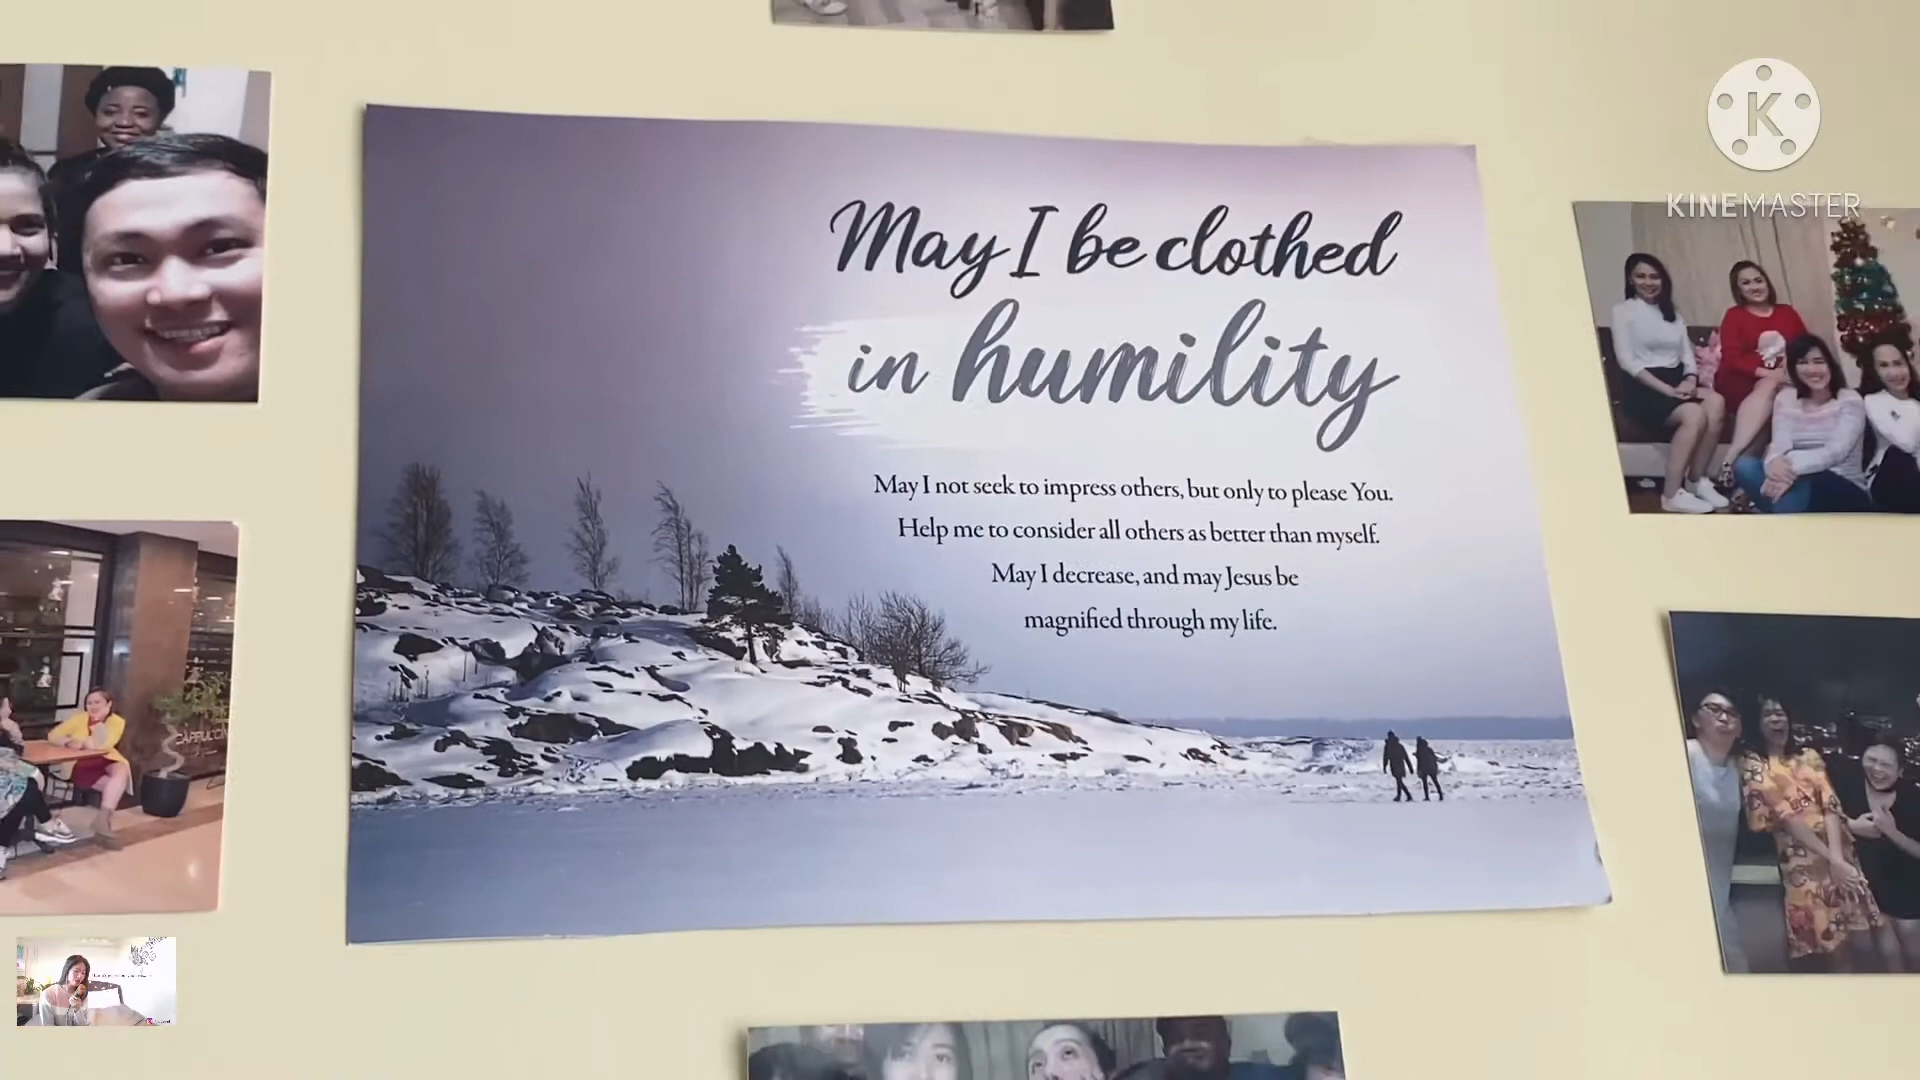 K
KINEMASTER
May I be clothed
in humility
May I not seek to impress others, but only to please You.
Help me to consider all others as better than myself.
May I decrease, and may Jesus be
magnified through my life.